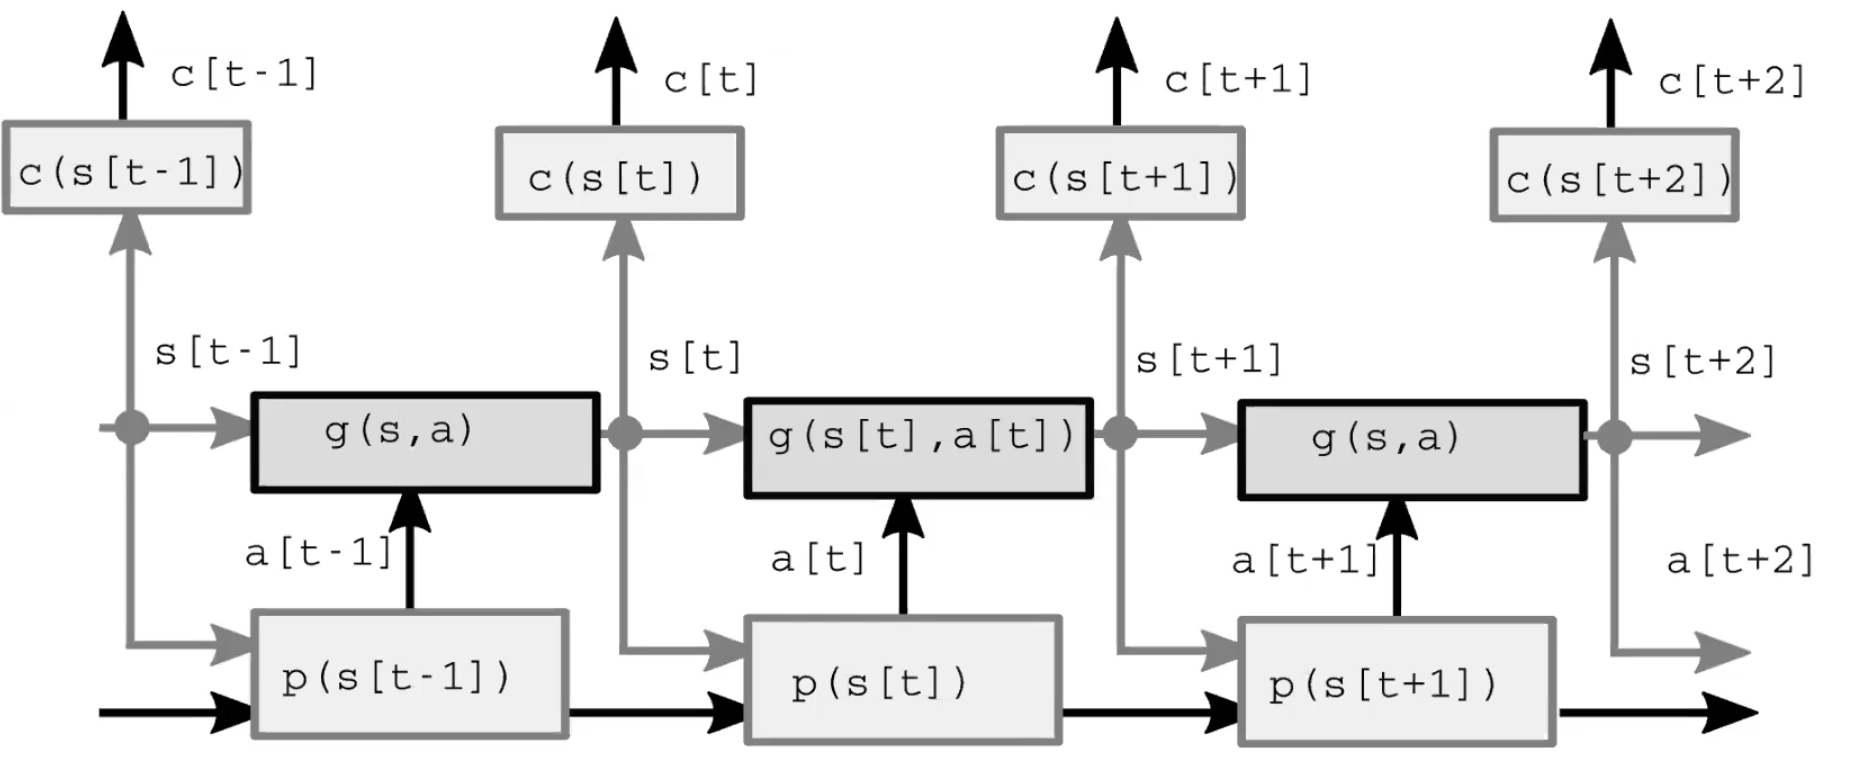 c[t-1]
c[t]
c[t+1]
c[t+2]
c(s[t-1])
c(s[t])
c(s[t+1])
c(s[t+2])
s[t-1]
s[t]
s[t+1]
s[t+2]
g(s,a)
g(s[t],a[t])
g(s,a)
a[t-1]
a[t]
a[t+1]
a[t+2]
p(s[t-1])
p(s[t])
p(s[t+1])